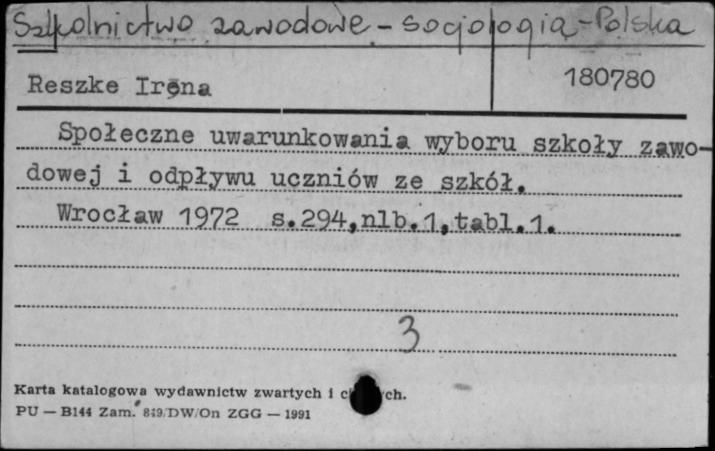 Szkolnictwo zawodowe - socjologia - Polska
Reszke Irena
180780
Społeczne uwarunkowania wyboru szkoły zawo-
dowej i odpływu uczniów ze szkół.
Wrocław 1972 s.294,nlb.1,tabl.1.
3
Karta katalogowa wydawnictw zwartych i
PU — B144 Zam. 849/DW/On ZGG — 1991